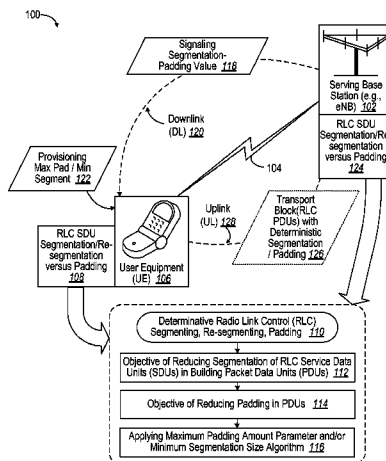 100
Signaling
Segmentation-
Padding Value 118
Serving Base
Station (e.g.,
eNB) 102
Downlink
(DL) 120
RLC SDU
Segmentation/Re-
segmentation
versus Padding
124
Provisioning
Max Pad / Min
Segment
122
104
Uplink
(UL) 128
Transport
Block(RLC
PDUs) with
Deterministic
Segmentation
/ Padding 126
RLC SDU
Segmentation/Re-
segmentation
versus Padding
108
User Equipment
(UE) 106
Determinative Radio Link Control (RLC)
Segmenting, Re-segmenting, Padding 110
Objective of Reducing Segmentation of RLC Service Data
Units (SDUs) in Building Packet Data Units (PDUs) 112
Objective of Reducing Padding in PDUs 114
Applying Maximum Padding Amount Parameter and/or
Minimum Segmentation Size Algorithm 116